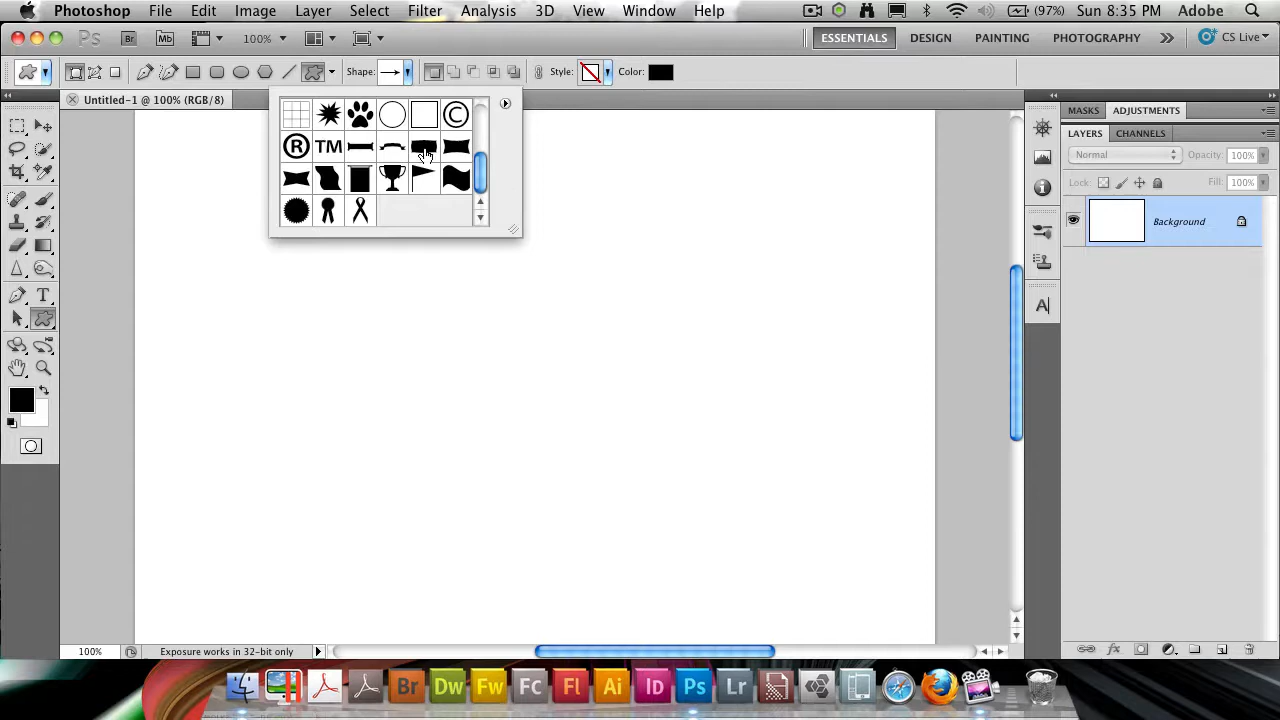 Photoshop File Edit Image Layer Select Filter Analysis 3D View Window Help (97%) Sun 8:35 PM Adobe
Ps Br Mb 100% ESSENTIALS DESIGN PAINTING PHOTOGRAPHY CS Live
Shape: Style: Color:
Untitled-1 @ 100% (RGB/8)
MASKS ADJUSTMENTS
© 
LAYERS CHANNELS
® TM
Normal Opacity: 100%
Lock: Fill: 100%
Background
T
A
100% Exposure works in 32-bit only fx
Br Dw Fw Fc Fl Ai Id Ps Lr